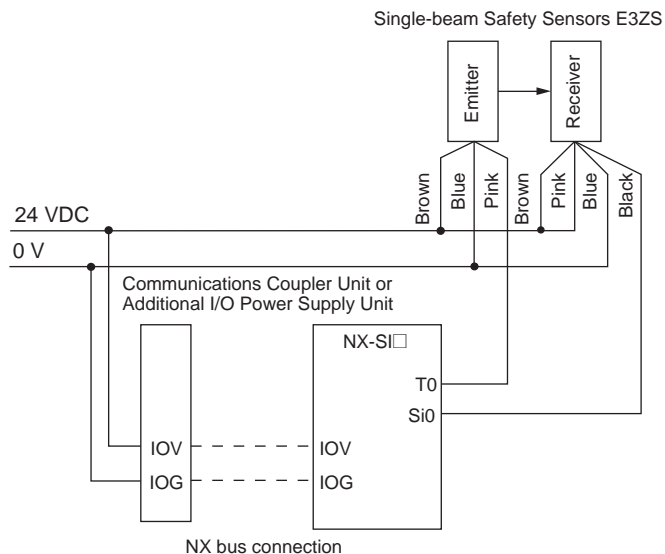 Single-beam Safety Sensors E3ZS
Emitter
Receiver
Brown
Blue
Pink
Brown
Pink
Blue
Black
24 VDC
0 V
Communications Coupler Unit or
Additional I/O Power Supply Unit
NX-SI□
T0
Si0
IOV
IOV
IOG
IOG
NX bus connection